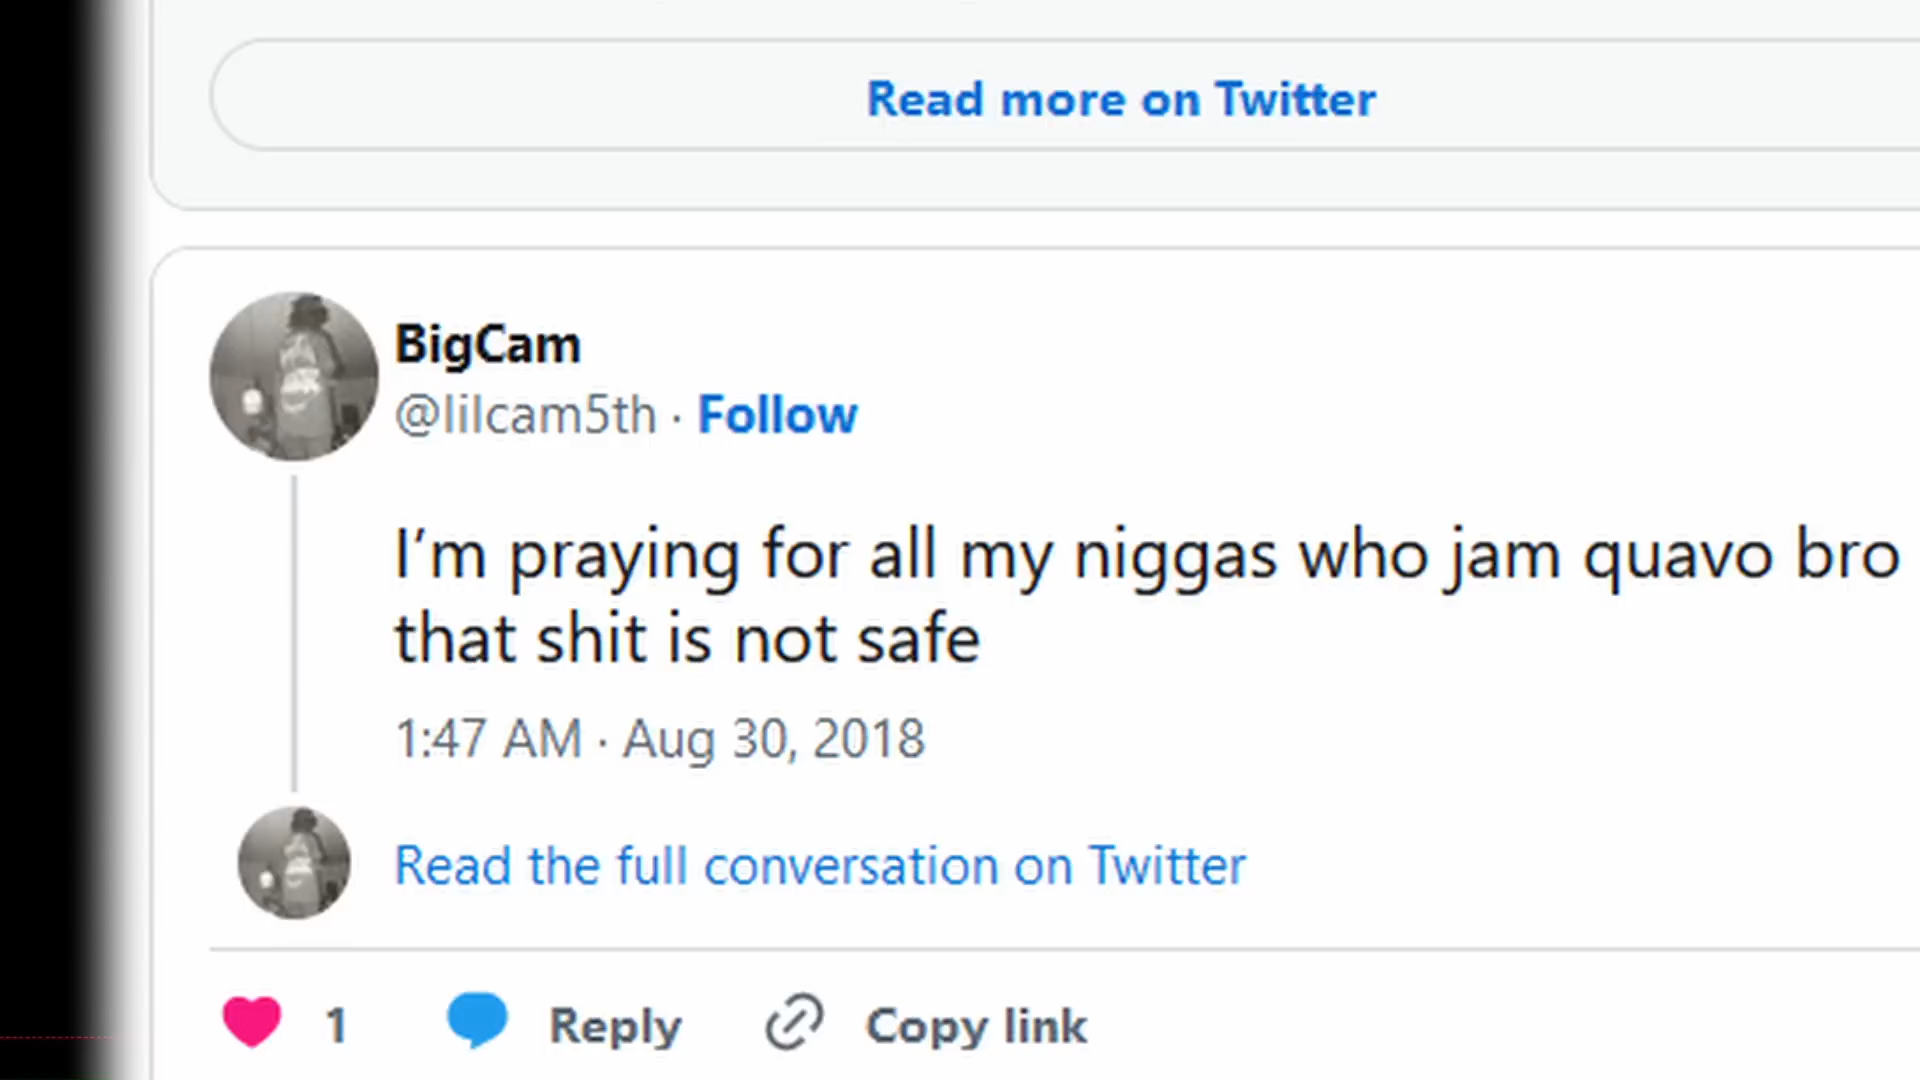 Read more on Twitter
BigCam
@lilcam5th · Follow
I’m praying for all my niggas who jam quavo bro
that shit is not safe
1:47 AM · Aug 30, 2018
Read the full conversation on Twitter
1 Reply Copy link